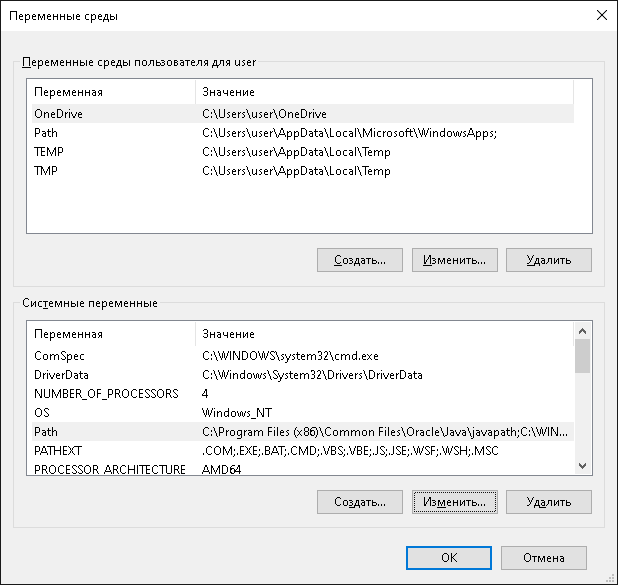 Переменные среды
Переменные среды пользователя для user
Переменная Значение
OneDrive C:\Users\user\OneDrive
Path C:\Users\user\AppData\Local\Microsoft\WindowsApps;
TEMP C:\Users\user\AppData\Local\Temp
TMP C:\Users\user\AppData\Local\Temp
Создать... Изменить... Удалить
Системные переменные
Переменная Значение
ComSpec C:\WINDOWS\system32\cmd.exe
DriverData C:\Windows\System32\Drivers\DriverData
NUMBER_OF_PROCESSORS 4
OS Windows_NT
Path C:\Program Files (x86)\Common Files\Oracle\Java\javapath;C:\WIN...
PATHEXT .COM;.EXE;.BAT;.CMD;.VBS;.VBE;.JS;.JSE;.WSF;.WSH;.MSC
PROCESSOR_ARCHITECTURE AMD64
Создать... Изменить... Удалить
OK Отмена